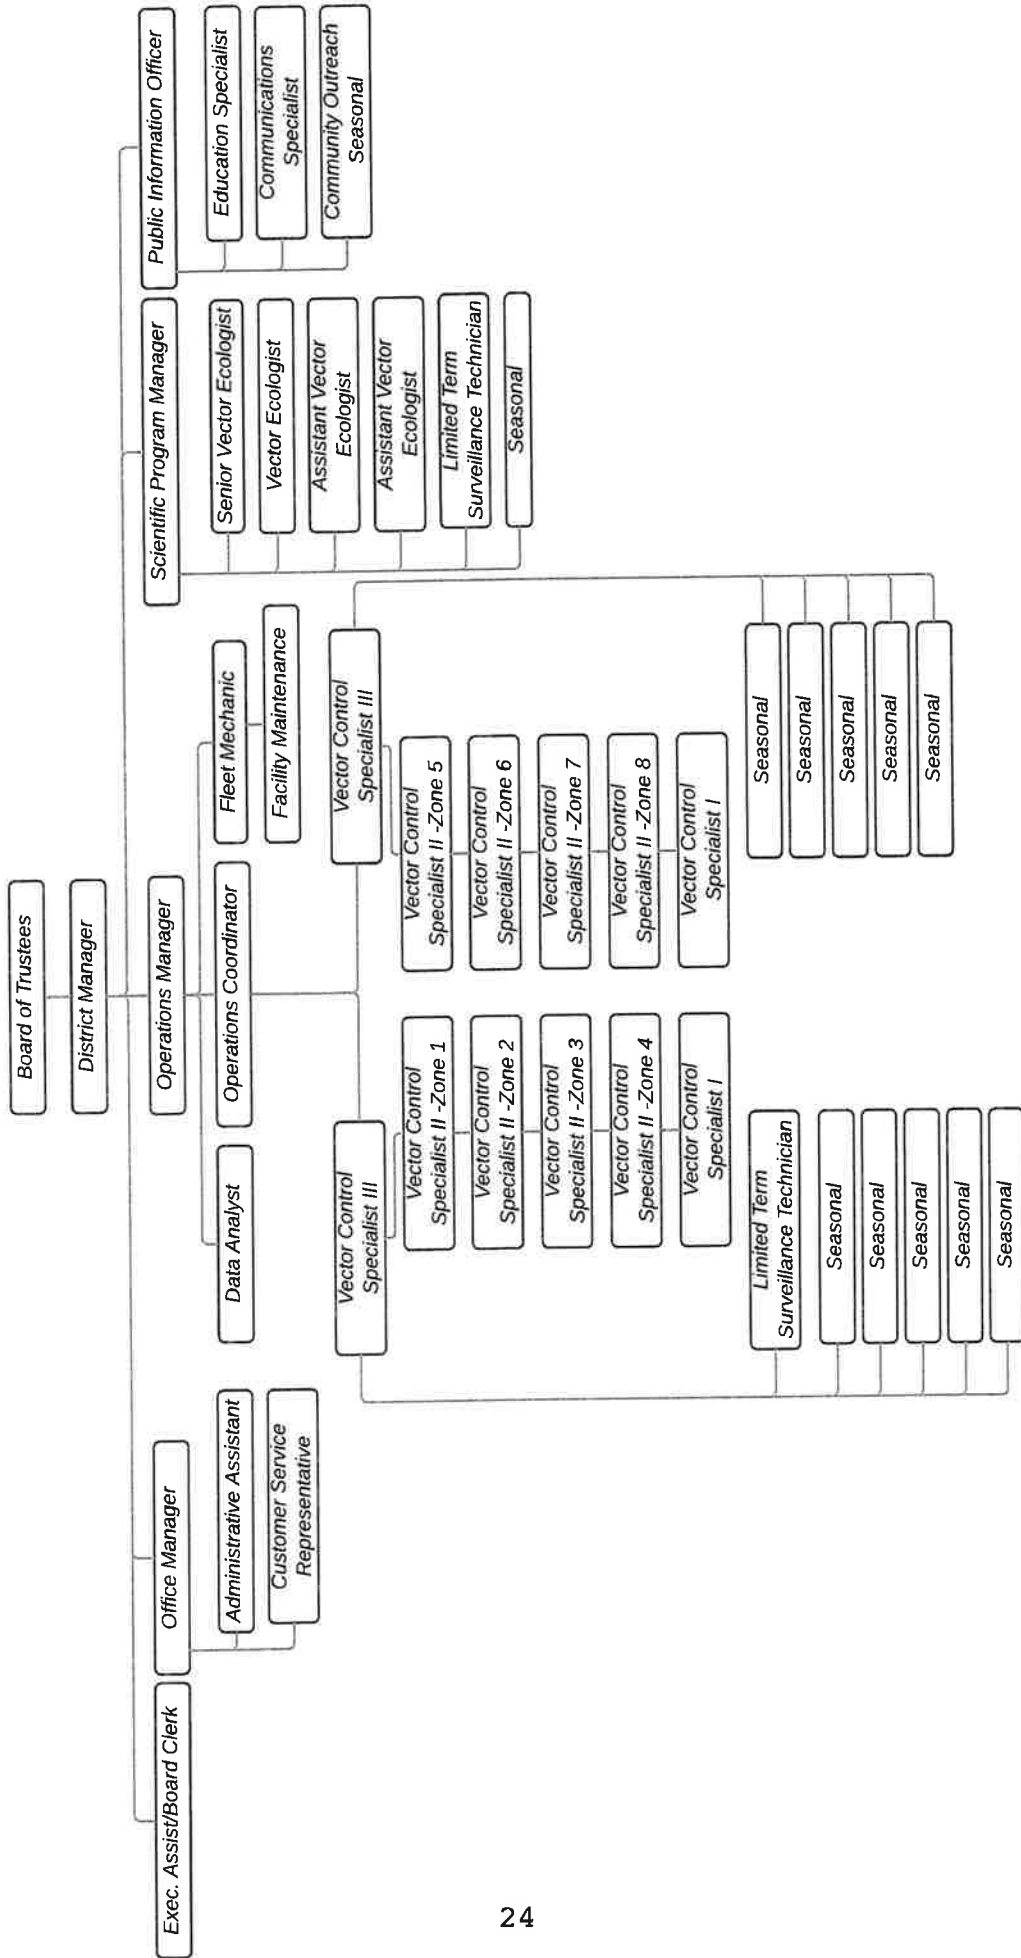 Board of Trustees
District Manager
Exec. Assist/Board Clerk
Office Manager
Operations Manager
Scientific Program Manager
Public Information Officer
Administrative Assistant
Customer Service
Representative
Data Analyst
Operations Coordinator
Fleet Mechanic
Facility Maintenance
Senior Vector Ecologist
Vector Ecologist
Assistant Vector
Ecologist
Assistant Vector
Ecologist
Limited Term
Surveillance Technician
Seasonal
Education Specialist
Communications
Specialist
Community Outreach
Seasonal
Vector Control
Specialist III
Vector Control
Specialist II -Zone 1
Vector Control
Specialist II -Zone 2
Vector Control
Specialist II -Zone 3
Vector Control
Specialist II -Zone 4
Vector Control
Specialist I
Limited Term
Surveillance Technician
Seasonal
Seasonal
Seasonal
Seasonal
Seasonal
Vector Control
Specialist III
Vector Control
Specialist II -Zone 5
Vector Control
Specialist II -Zone 6
Vector Control
Specialist II -Zone 7
Vector Control
Specialist II -Zone 8
Vector Control
Specialist I
Seasonal
Seasonal
Seasonal
Seasonal
Seasonal
24